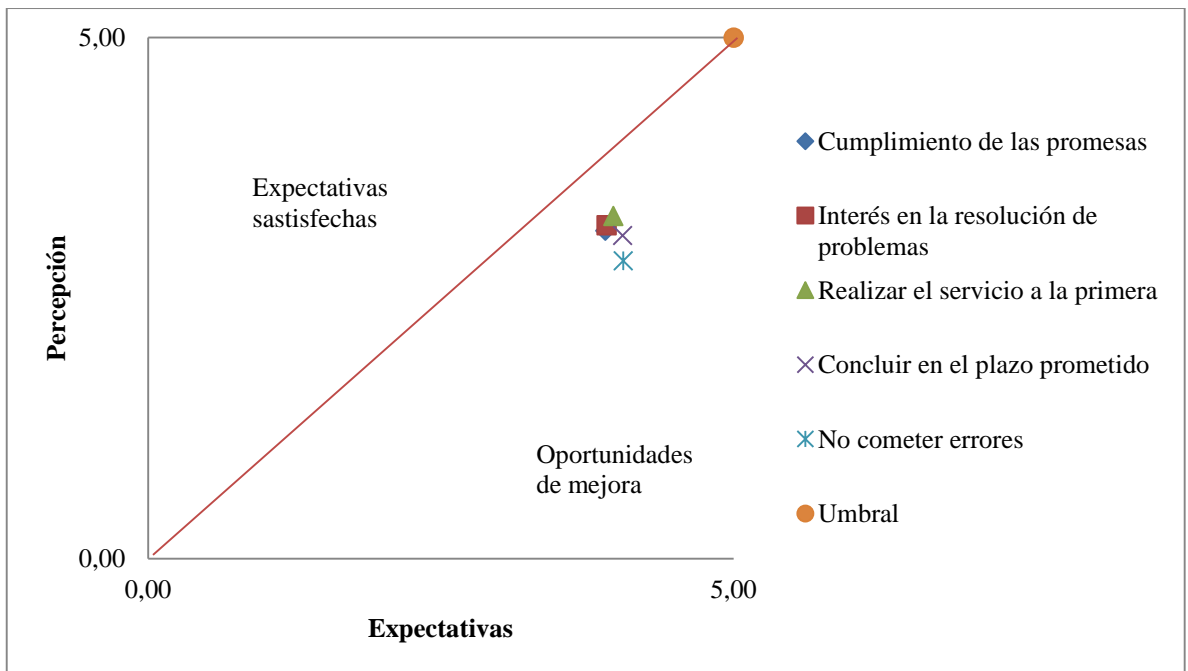 5,00
Expectativas
sastisfechas
Percepción
Oportunidades
de mejora
0,00
0,00
5,00
Expectativas
Cumplimiento de las promesas
Interés en la resolución de
problemas
Realizar el servicio a la primera
Concluir en el plazo prometido
No cometer errores
Umbral